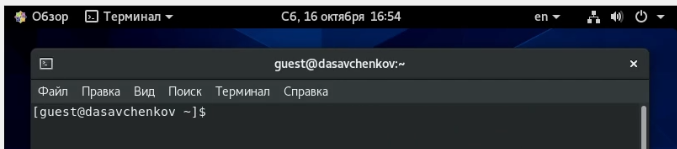 Обзор Терминал Сб, 16 октября 16:54 en
guest@dasavchenkov:~
Файл Правка Вид Поиск Терминал Справка
[guest@dasavchenkov ~]$